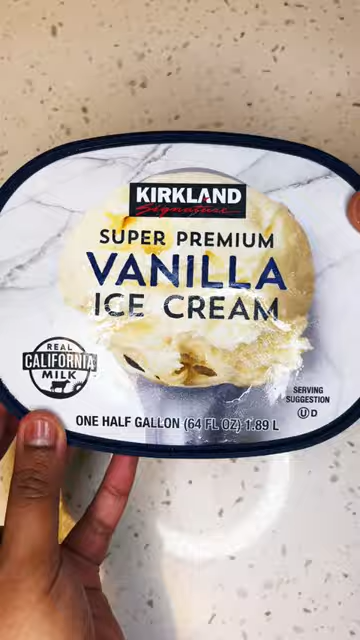 KIRKLAND
Signature
SUPER PREMIUM
VANILLA
ICE CREAM
REAL
CALIFORNIA
MILK
SERVING
SUGGESTION
U D
ONE HALF GALLON (64 FL OZ) 1.89 L